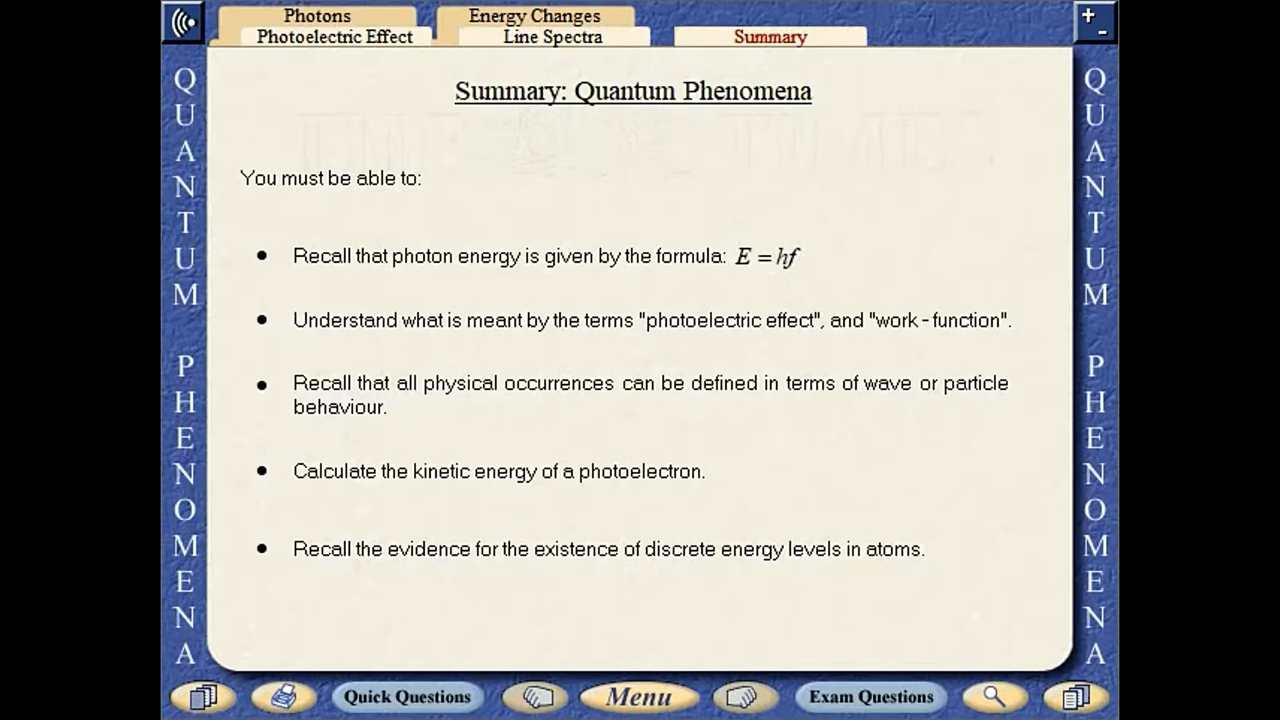 Photons
Energy Changes
Photoelectric Effect
Line Spectra
Summary
+
-
QUANTUM PHENOMENA
QUANTUM PHENOMENA
Summary: Quantum Phenomena
You must be able to:
• Recall that photon energy is given by the formula: E = hf
• Understand what is meant by the terms "photoelectric effect", and "work - function".
• Recall that all physical occurrences can be defined in terms of wave or particle
behaviour.
• Calculate the kinetic energy of a photoelectron.
• Recall the evidence for the existence of discrete energy levels in atoms.
Quick Questions
Menu
Exam Questions